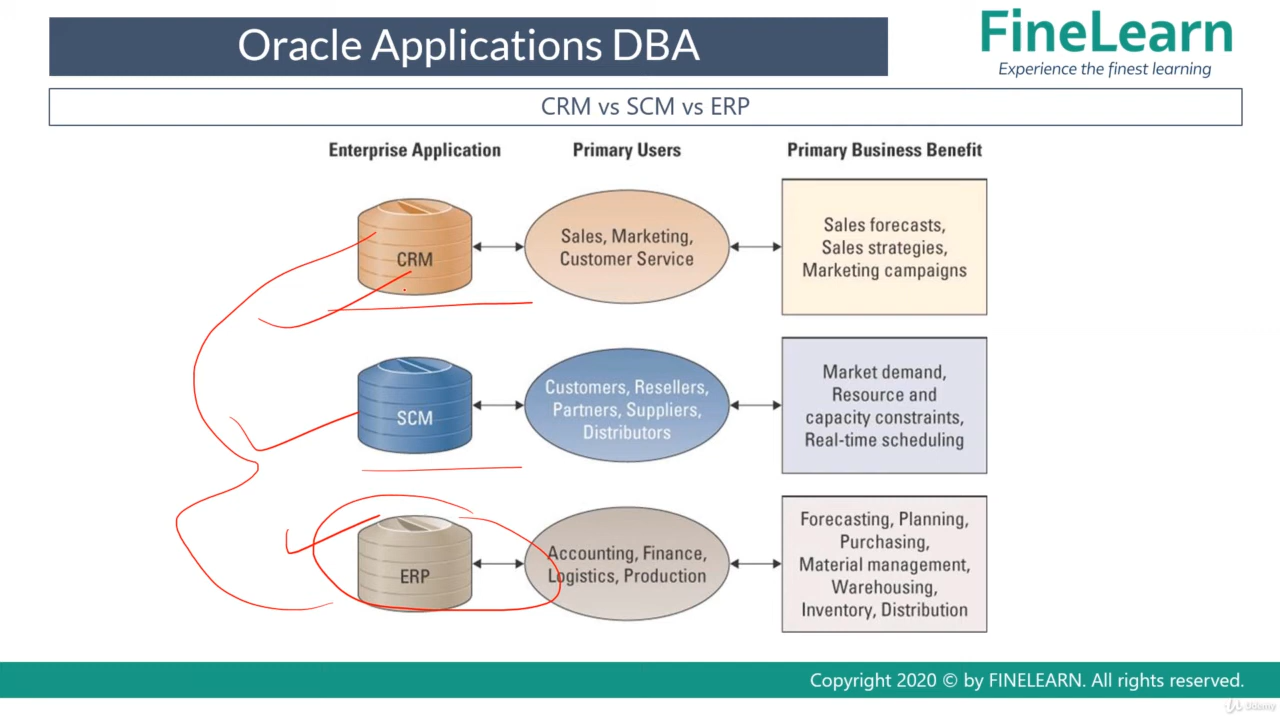 Oracle Applications DBA
FineLearn
Experience the finest learning
CRM vs SCM vs ERP
Enterprise Application
Primary Users
Primary Business Benefit
CRM
Sales, Marketing,
Customer Service
Sales forecasts,
Sales strategies,
Marketing campaigns
SCM
Customers, Resellers,
Partners, Suppliers,
Distributors
Market demand,
Resource and
capacity constraints,
Real-time scheduling
ERP
Accounting, Finance,
Logistics, Production
Forecasting, Planning,
Purchasing,
Material management,
Warehousing,
Inventory, Distribution
Copyright 2020 © by FINELEARN. All rights reserved.
Udemy